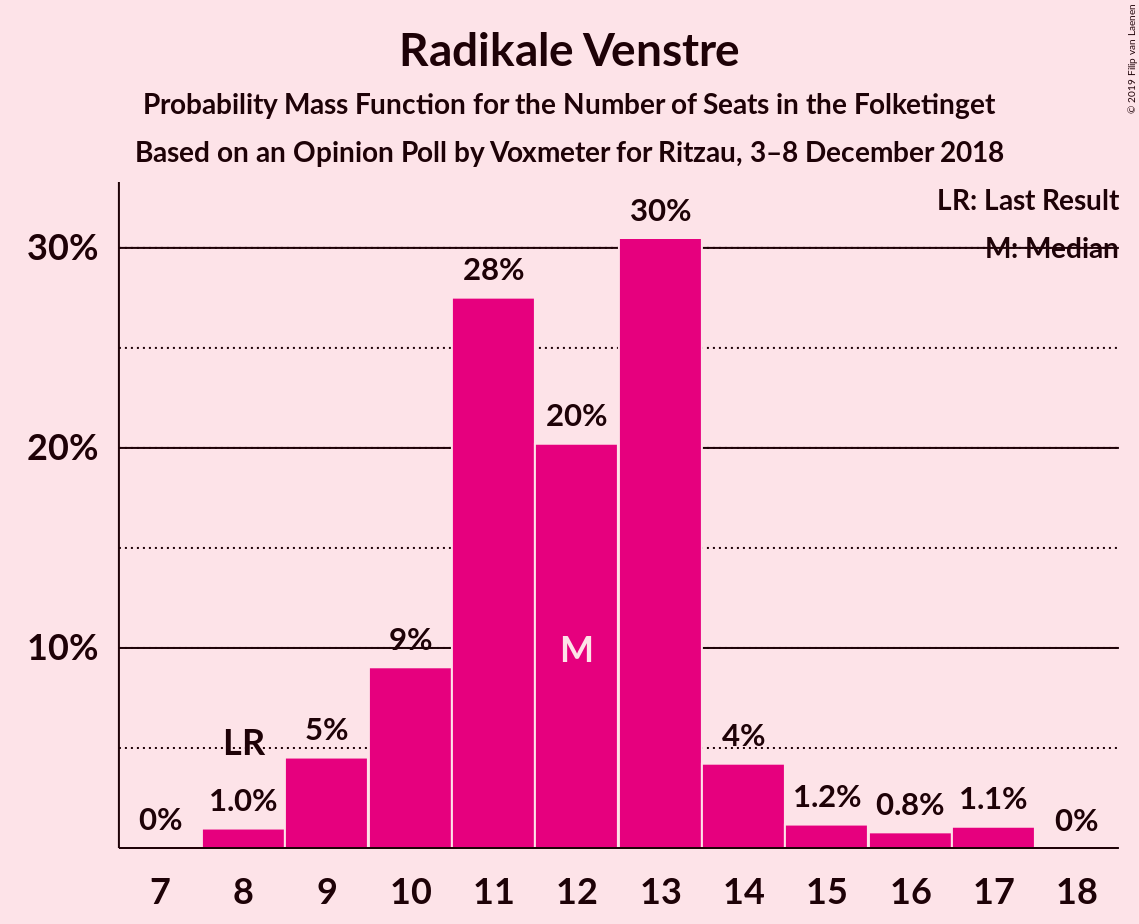 Radikale Venstre
Probability Mass Function for the Number of Seats in the Folketinget
Based on an Opinion Poll by Voxmeter for Ritzau, 3–8 December 2018
© 2019 Filip van Laenen
LR: Last Result
M: Median
30%
20%
10%
0%
LR
1.0%
5%
9%
28%
20%
M
30%
4%
1.2%
0.8%
1.1%
0%
7 8 9 10 11 12 13 14 15 16 17 18